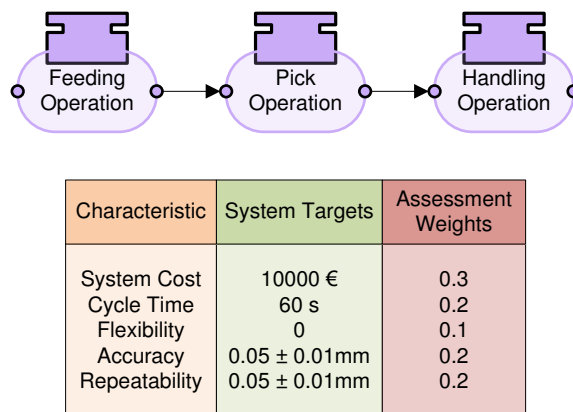 Feeding Operation
Pick Operation
Handling Operation
Characteristic System Targets Assessment Weights
System Cost 10000 € 0.3
Cycle Time 60 s 0.2
Flexibility 0 0.1
Accuracy 0.05 ± 0.01mm 0.2
Repeatability 0.05 ± 0.01mm 0.2